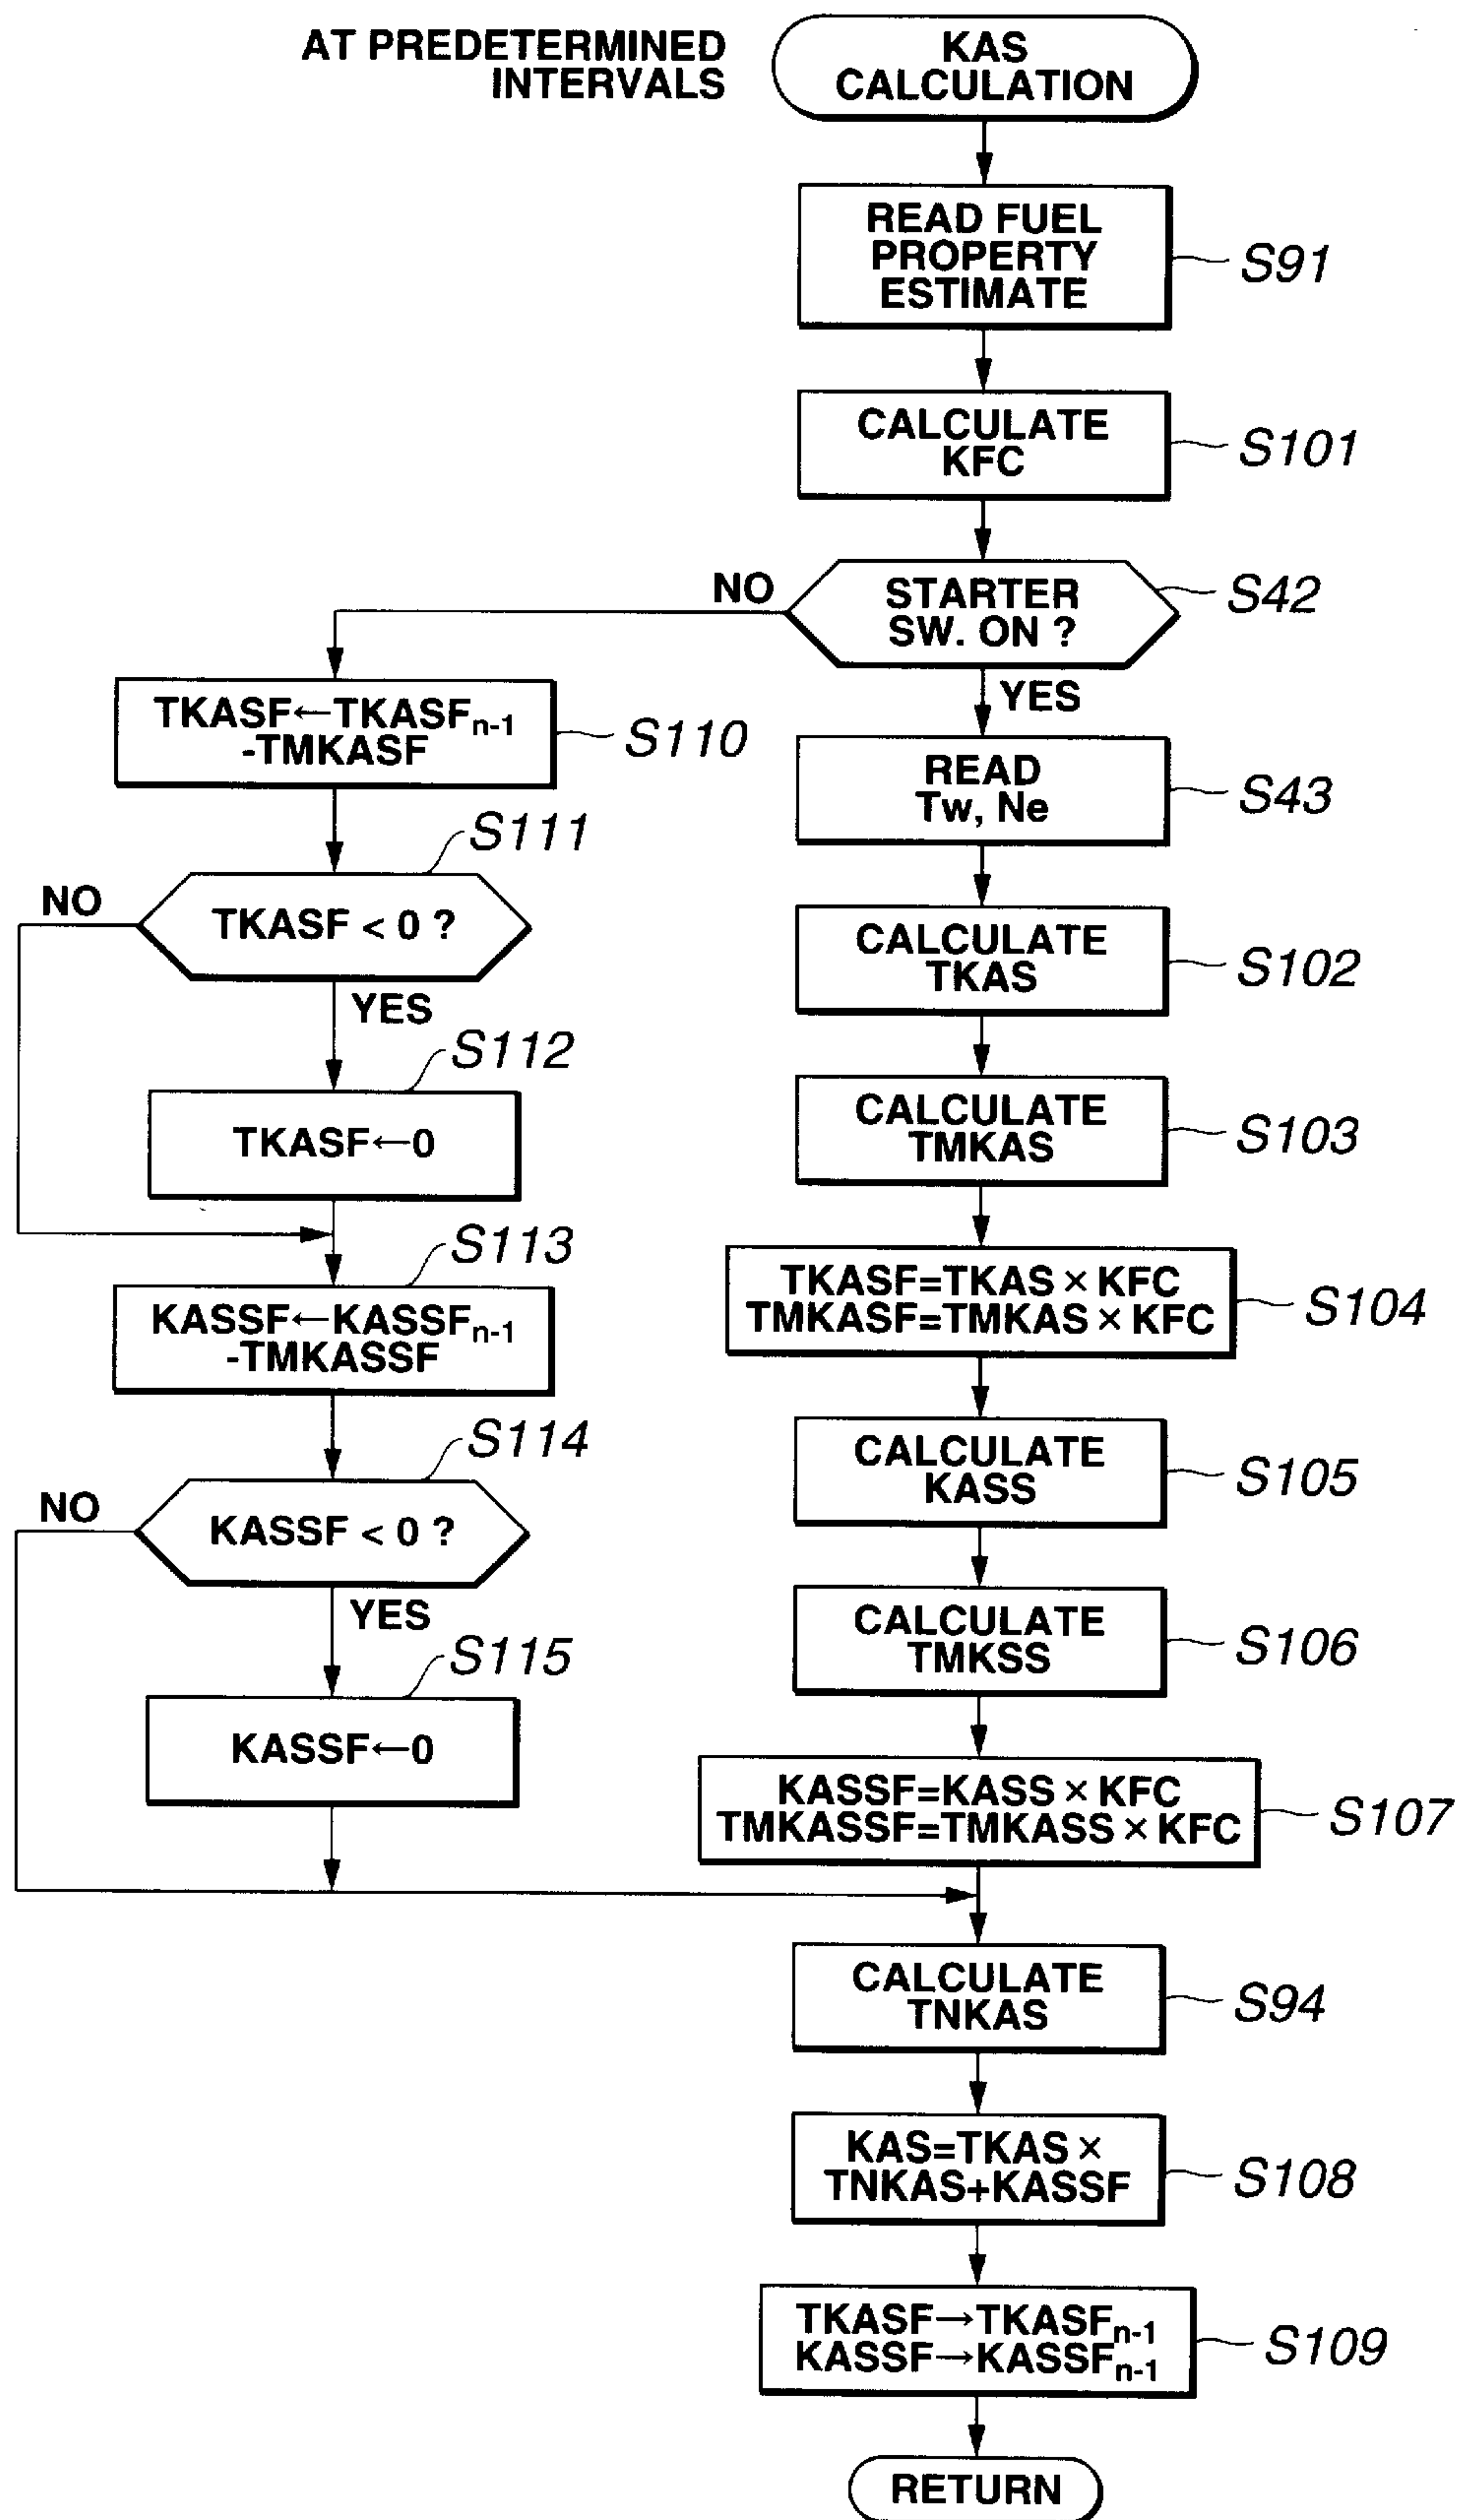 AT PREDETERMINED
INTERVALS
KAS
CALCULATION
READ FUEL
PROPERTY
ESTIMATE
S91
CALCULATE
KFC
S101
NO
STARTER
SW. ON ?
S42
YES
TKASF←TKASFn-1
-TMKASF
S110
READ
Tw, Ne
S43
S111
NO
TKASF < 0 ?
YES
CALCULATE
TKAS
S102
S112
TKASF←0
CALCULATE
TMKAS
S103
S113
KASSF←KASSFn-1
-TMKASSF
TKASF=TKAS × KFC
TMKASF=TMKAS × KFC
S104
S114
NO
KASSF < 0 ?
YES
CALCULATE
KASS
S105
S115
KASSF←0
CALCULATE
TMKSS
S106
KASSF=KASS × KFC
TMKASSF=TMKASS × KFC
S107
CALCULATE
TNKAS
S94
KAS=TKAS ×
TNKAS+KASSF
S108
TKASF→TKASFn-1
KASSF→KASSFn-1
S109
RETURN